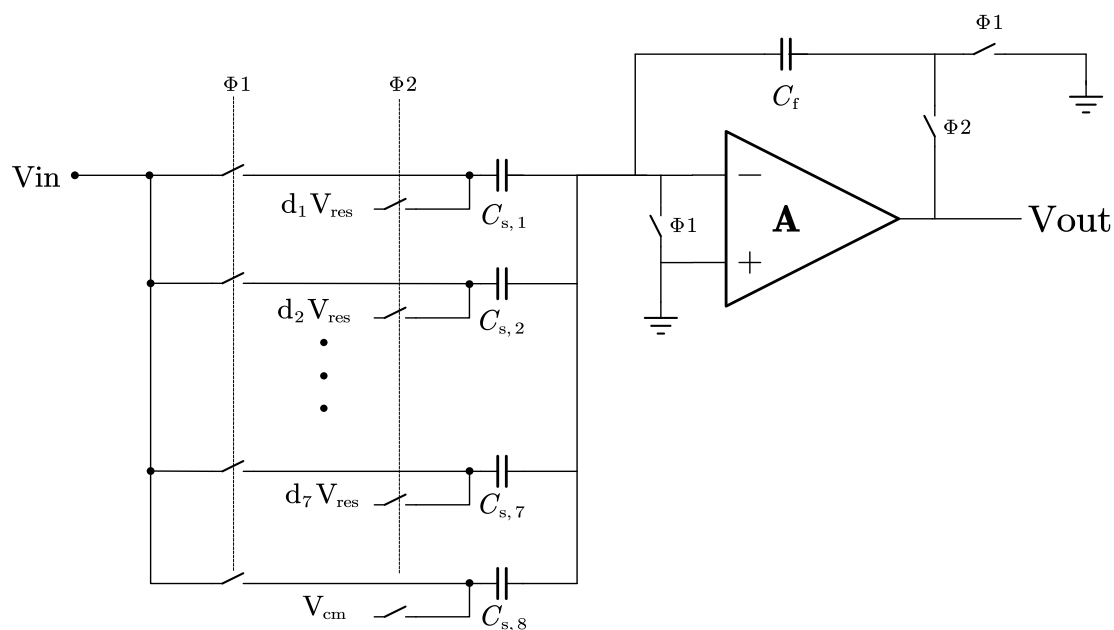 Φ1
Φ1 Φ2
C_f
Φ2
Vin
d₁V_res
C_s,1
Φ1
−
A
+
Vout
d₂V_res
C_s,2
d₇V_res
C_s,7
V_cm
C_s,8